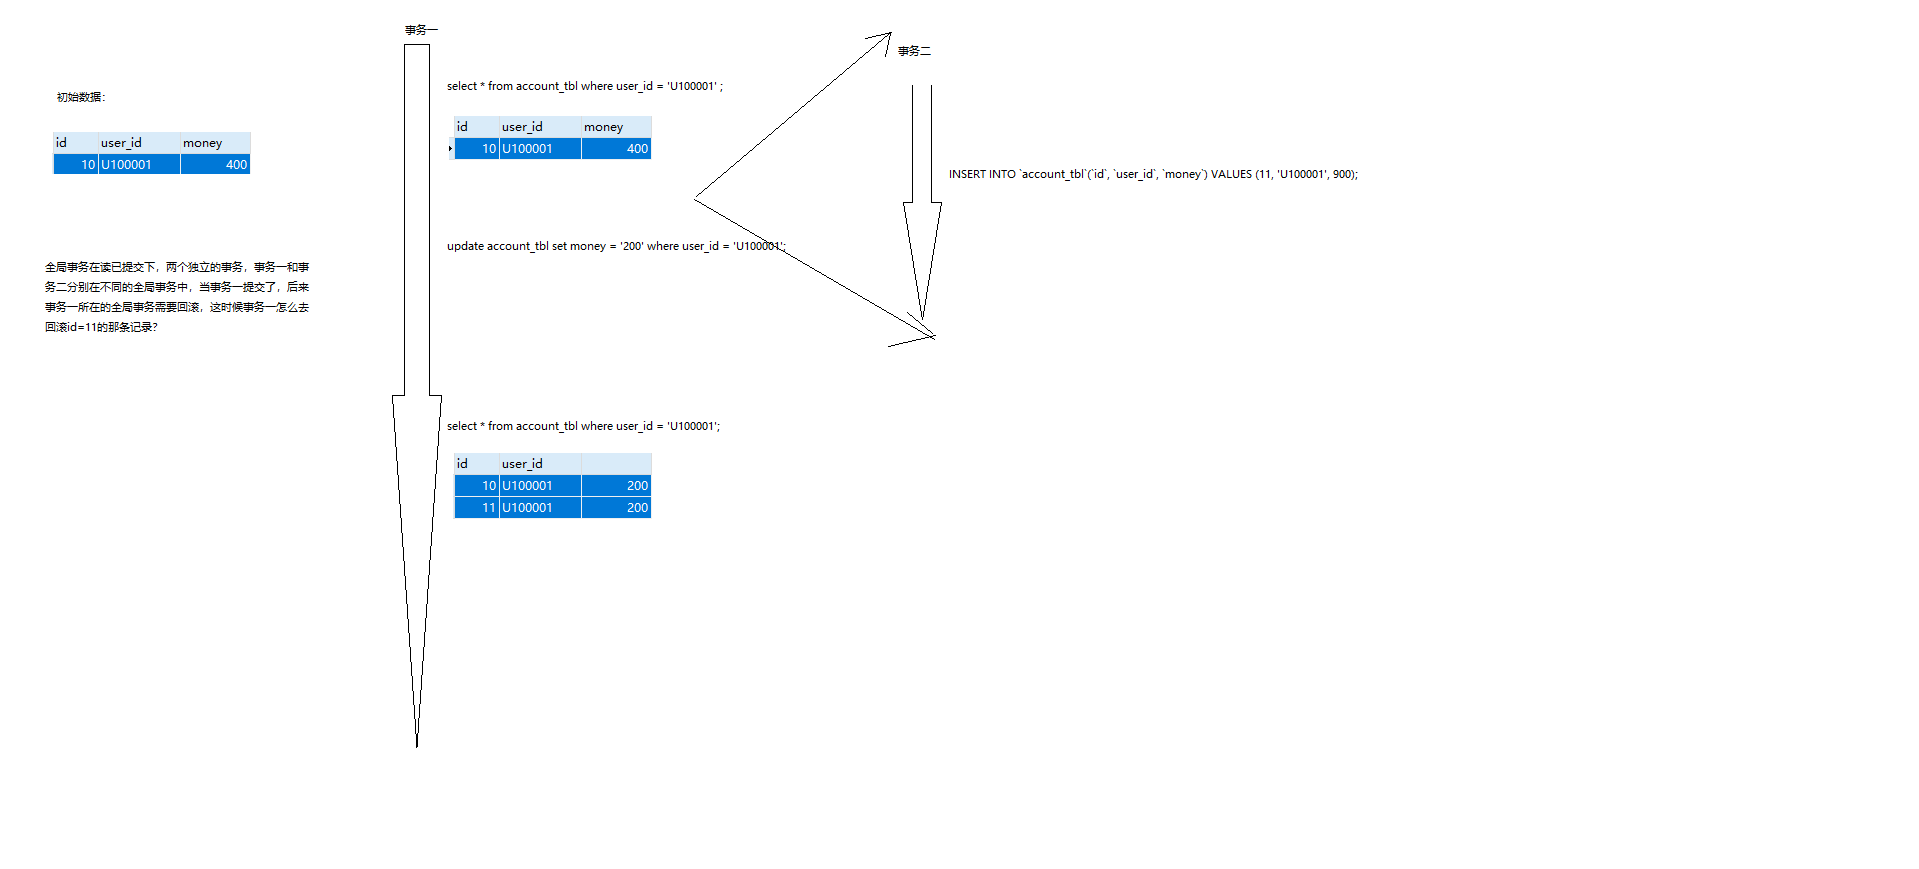 事务一
事务二
select * from account_tbl where user_id = 'U100001' ;
初始数据：
id user_id money
10 U100001 400
id user_id money
10 U100001 400
INSERT INTO `account_tbl`(`id`, `user_id`, `money`) VALUES (11, 'U100001', 900);
update account_tbl set money = '200' where user_id = 'U100001';
全局事务在读已提交下，两个独立的事务，事务一和事
务二分别在不同的全局事务中，当事务一提交了，后来
事务一所在的全局事务需要回滚，这时候事务一怎么去
回滚id=11的那条记录？
select * from account_tbl where user_id = 'U100001';
id user_id
10 U100001 200
11 U100001 200